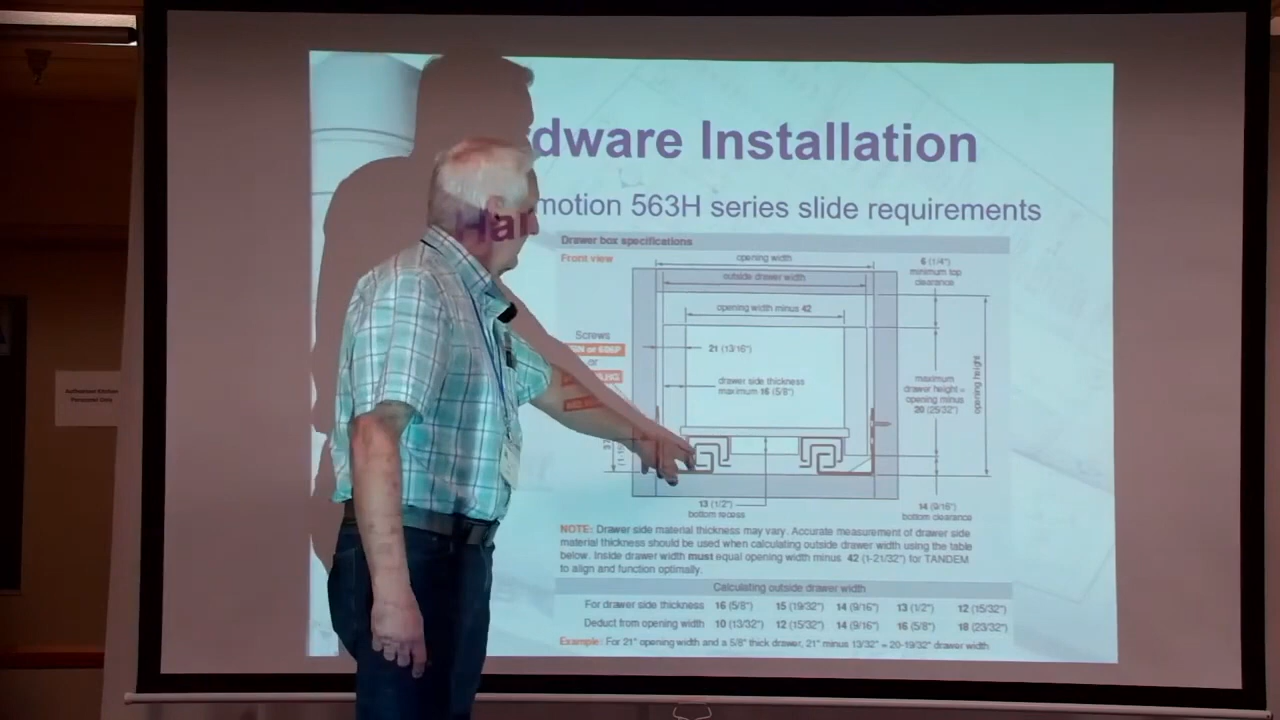 Hardware Installation
motion 563H series slide requirements
Drawer box specifications
Front view
opening width
6 (1/4")
minimum top
clearance
outside drawer width
opening width minus 42
Screws
or
21 (13/16")
drawer side thickness
maximum 16 (5/8")
maximum
drawer height =
opening minus
20 (25/32")
opening height
13 (1/2")
bottom recess
14 (9/16")
bottom clearance
NOTE: Drawer side material thickness may vary. Accurate measurement of drawer side
material thickness should be used when calculating outside drawer width using the table
below. Inside drawer width must equal opening width minus 42 (1-21/32") for TANDEM
to align and function optimally.
Calculating outside drawer width
For drawer side thickness 16 (5/8") 15 (19/32") 14 (9/16") 13 (1/2") 12 (15/32")
Deduct from opening width 10 (13/32") 12 (15/32") 14 (9/16") 16 (5/8") 18 (23/32")
Example: For 21" opening width and a 5/8" thick drawer, 21" minus 13/32" = 20-19/32" drawer width
Authorized Kitchen
Personnel Only